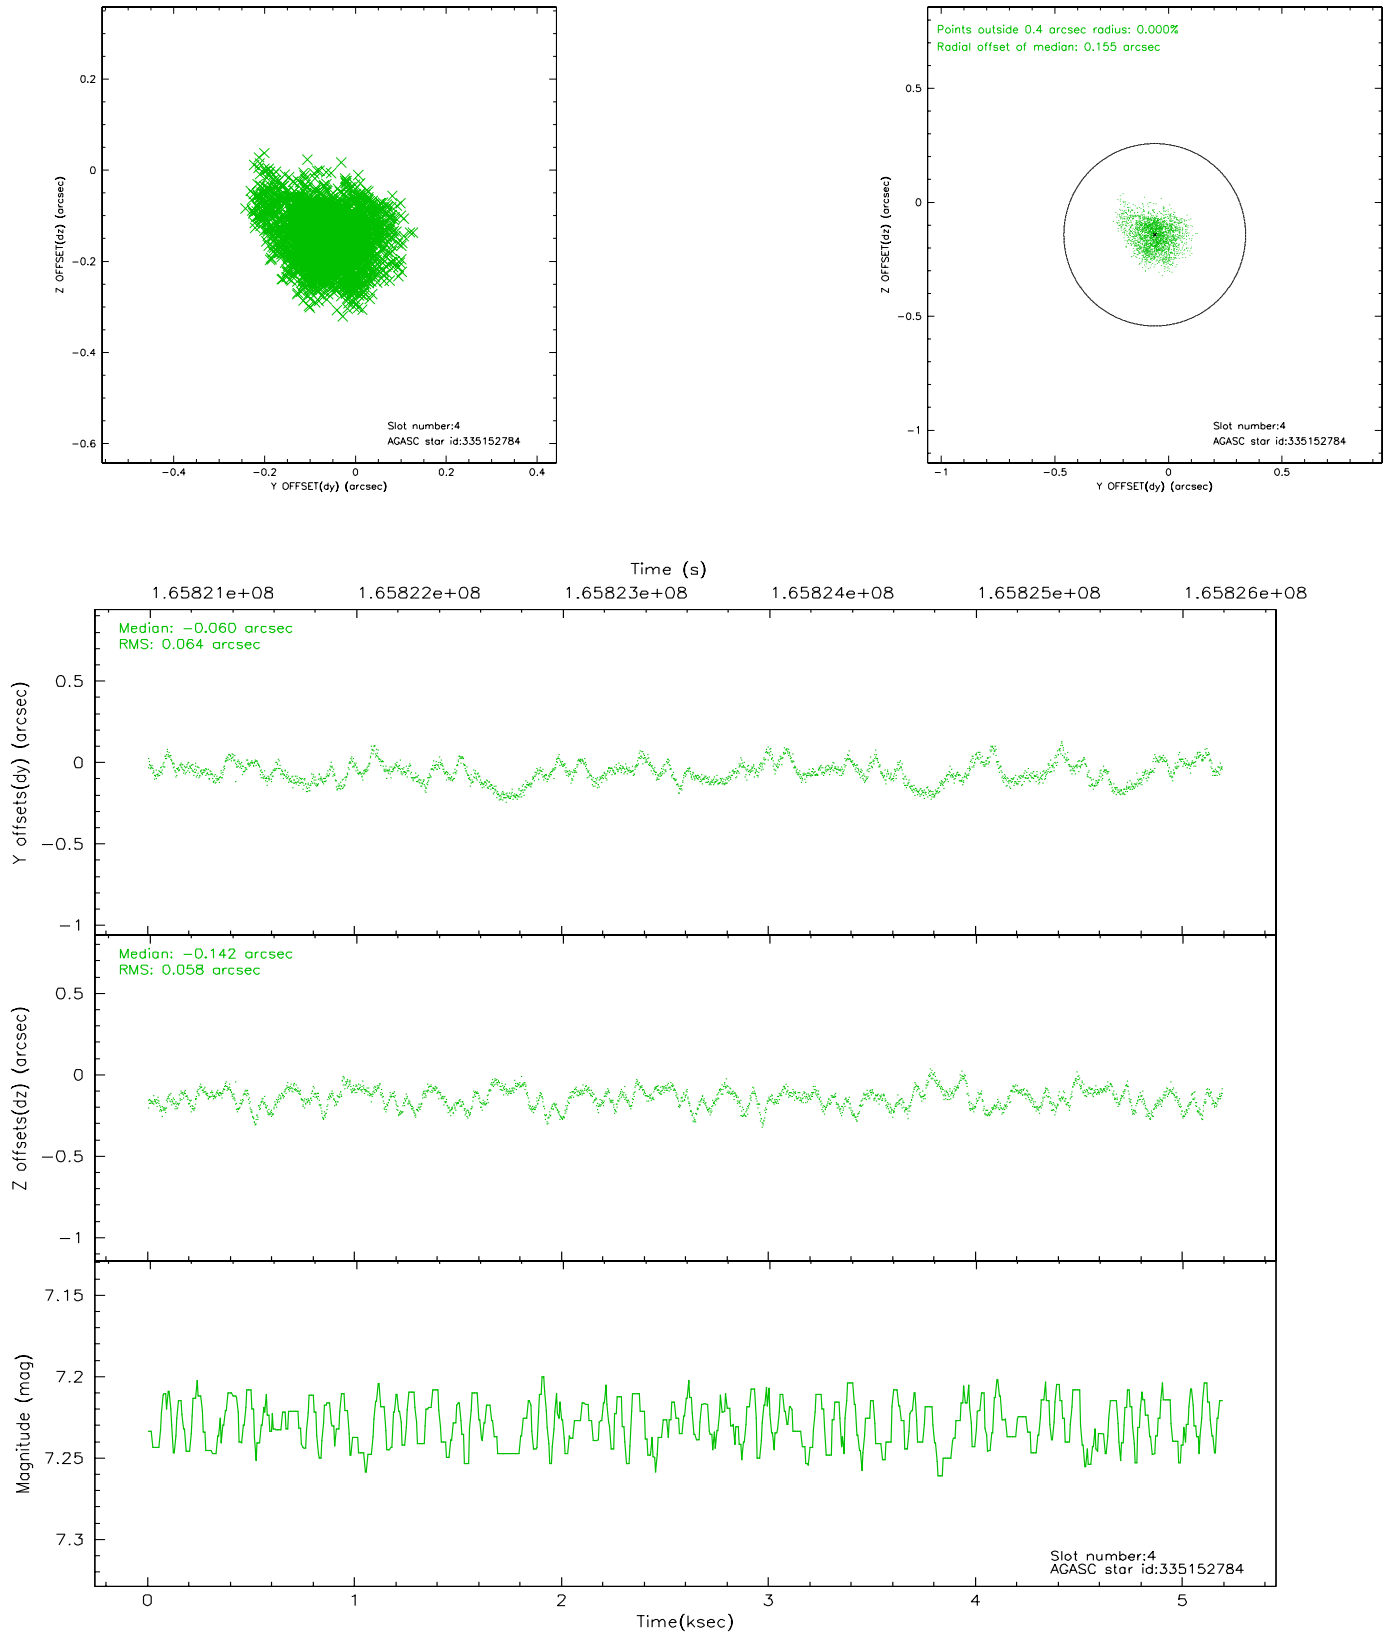 0.2
0
−0.2
−0.4
−0.6
Z OFFSET(dz) (arcsec)
Slot number:4
AGASC star id:335152784
−0.4 −0.2 0 0.2 0.4
Y OFFSET(dy) (arcsec)
Points outside 0.4 arcsec radius: 0.000%
Radial offset of median: 0.155 arcsec
0.5
0
−0.5
−1
Z OFFSET(dz) (arcsec)
Slot number:4
AGASC star id:335152784
−1 −0.5 0 0.5
Y OFFSET(dy) (arcsec)
Time (s)
1.65821e+08 1.65822e+08 1.65823e+08 1.65824e+08 1.65825e+08 1.65826e+08
Median: −0.060 arcsec
RMS: 0.064 arcsec
0.5
0
−0.5
−1
Y offsets(dy) (arcsec)
Median: −0.142 arcsec
RMS: 0.058 arcsec
0.5
0
−0.5
−1
Z offsets(dz) (arcsec)
7.15
7.2
7.25
7.3
Magnitude (mag)
Slot number:4
AGASC star id:335152784
0 1 2 3 4 5
Time(ksec)